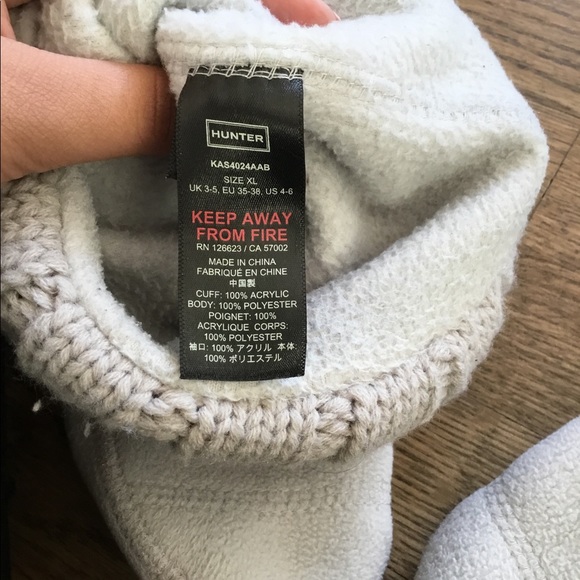 HUNTER
KAS4024AAB
SIZE XL
UK 3-5, EU 35-38, US 4-6
KEEP AWAY
FROM FIRE
RN 126623 / CA 57002
MADE IN CHINA
FABRIQUÉ EN CHINE
中国製
CUFF: 100% ACRYLIC
BODY: 100% POLYESTER
POIGNET: 100%
ACRYLIQUE CORPS:
100% POLYESTER
袖口: 100% アクリル 本体:
100% ポリエステル